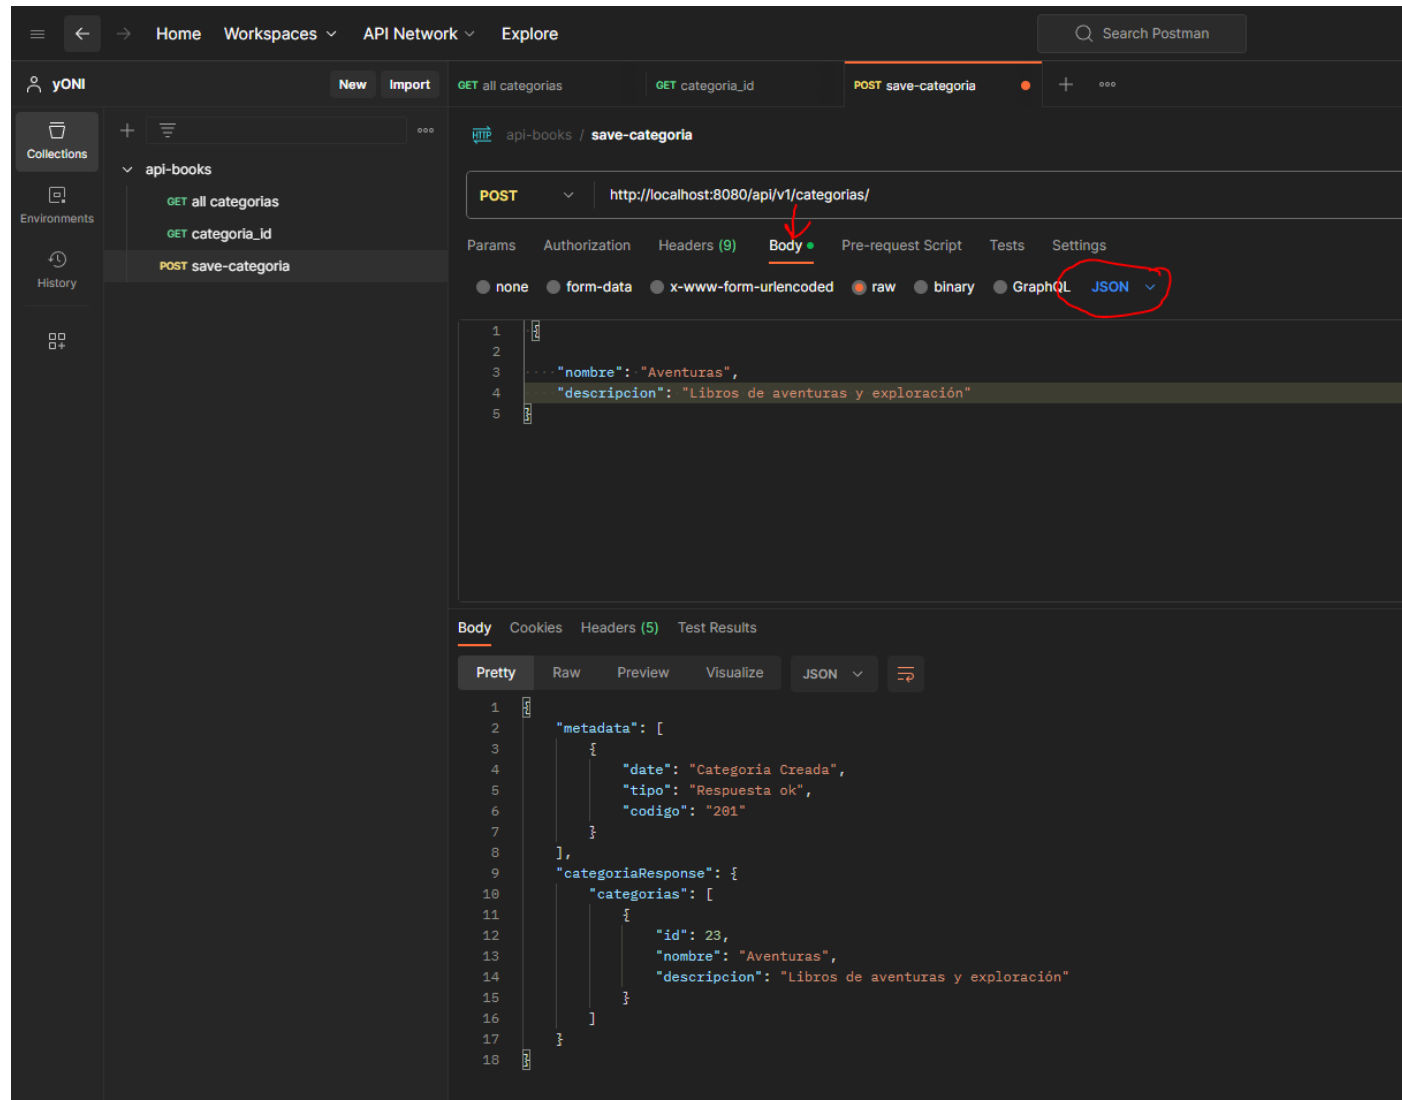 Home Workspaces API Network Explore Search Postman
yONI New Import GET all categorias GET categoria_id POST save-categoria
Collections
Environments
History
api-books
GET all categorias
GET categoria_id
POST save-categoria
HTTP api-books / save-categoria
POST http://localhost:8080/api/v1/categorias/
Params Authorization Headers (9) Body Pre-request Script Tests Settings
none form-data x-www-form-urlencoded raw binary GraphQL JSON
1 {
2
3 "nombre": "Aventuras",
4 "descripcion": "Libros de aventuras y exploración"
5 }
Body Cookies Headers (5) Test Results
Pretty Raw Preview Visualize JSON
1 {
2 "metadata": [
3 {
4 "date": "Categoria Creada",
5 "tipo": "Respuesta ok",
6 "codigo": "201"
7 }
8 ],
9 "categoriaResponse": {
10 "categorias": [
11 {
12 "id": 23,
13 "nombre": "Aventuras",
14 "descripcion": "Libros de aventuras y exploración"
15 }
16 ]
17 }
18 }